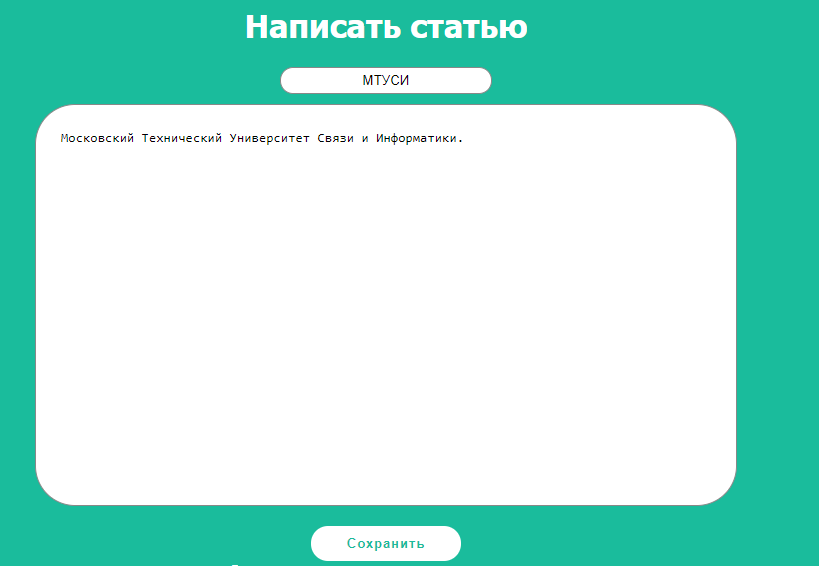 Написать статью
МТУСИ
Московский Технический Университет Связи и Информатики.
Сохранить